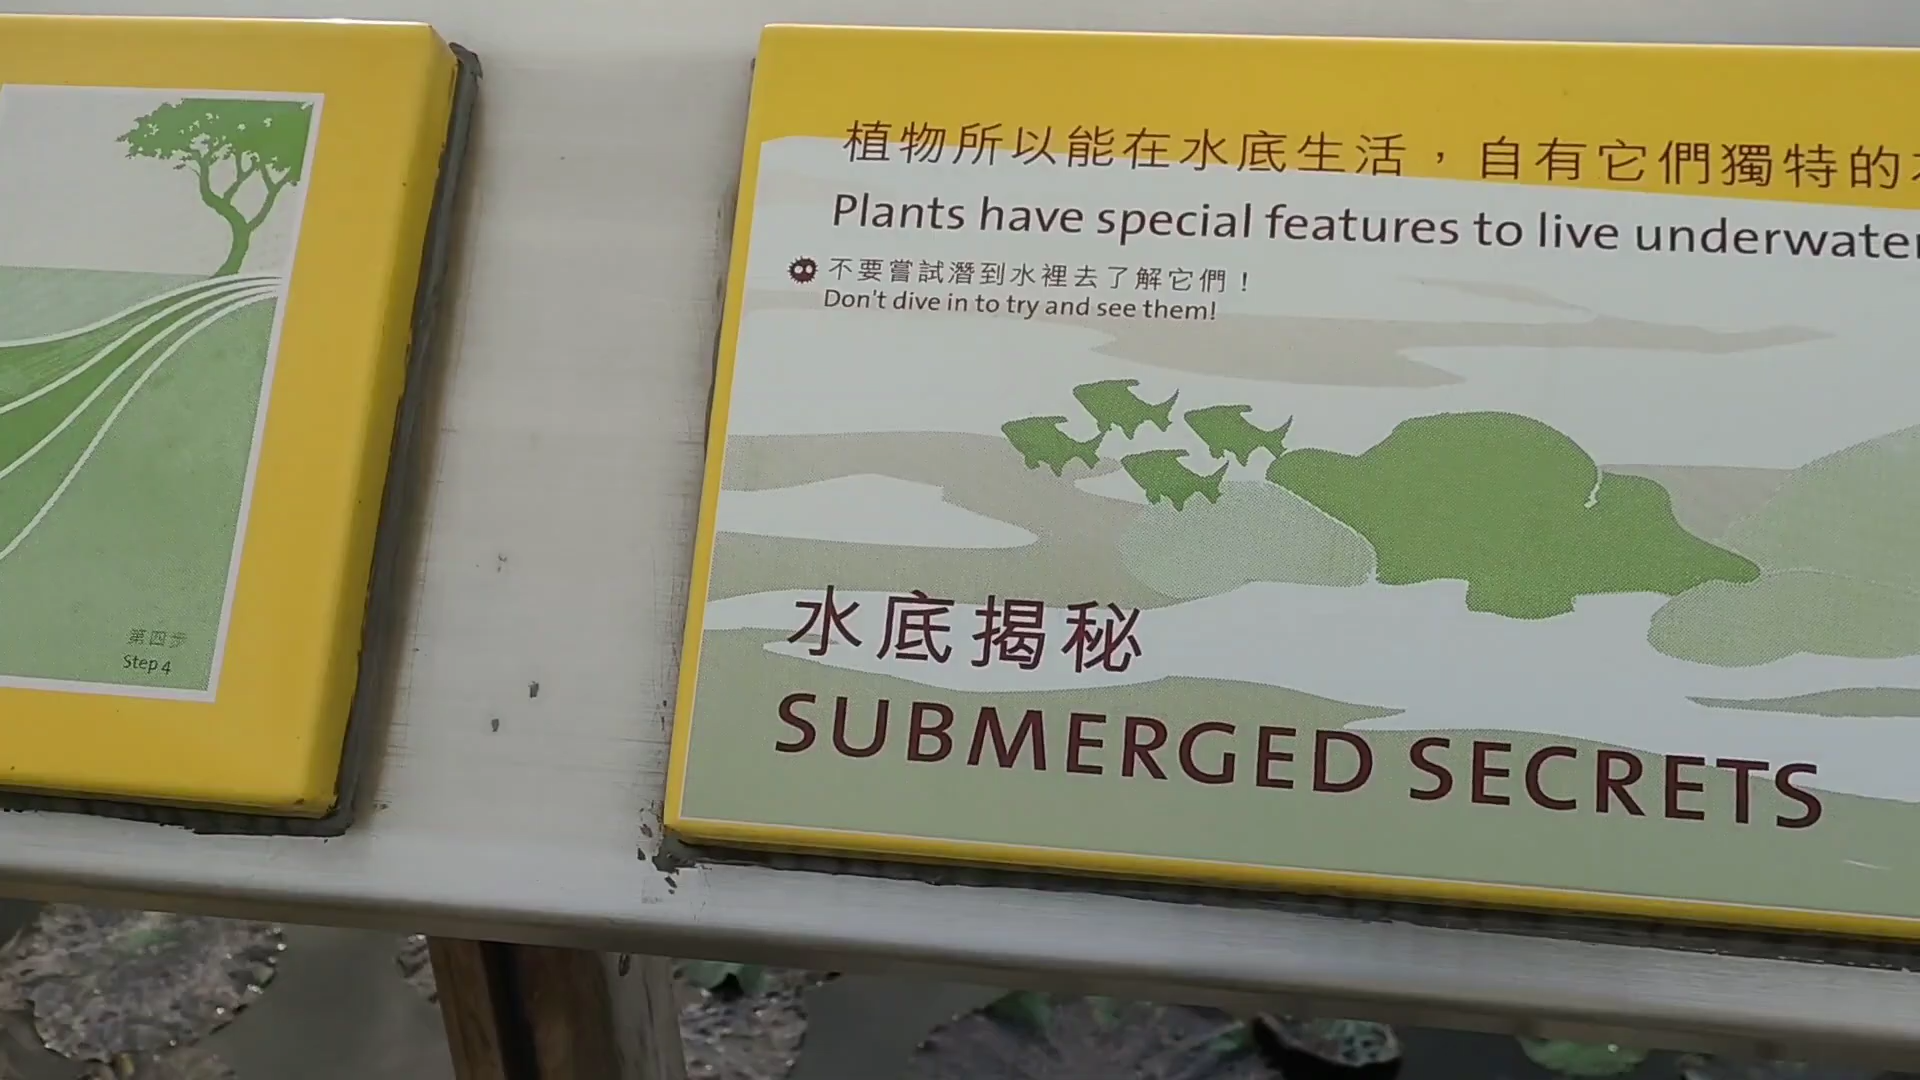 第四步
Step 4
植物所以能在水底生活，自有它們獨特的
Plants have special features to live underwater
不要嘗試潛到水裡去了解它們！
Don't dive in to try and see them!
水底揭秘
SUBMERGED SECRETS